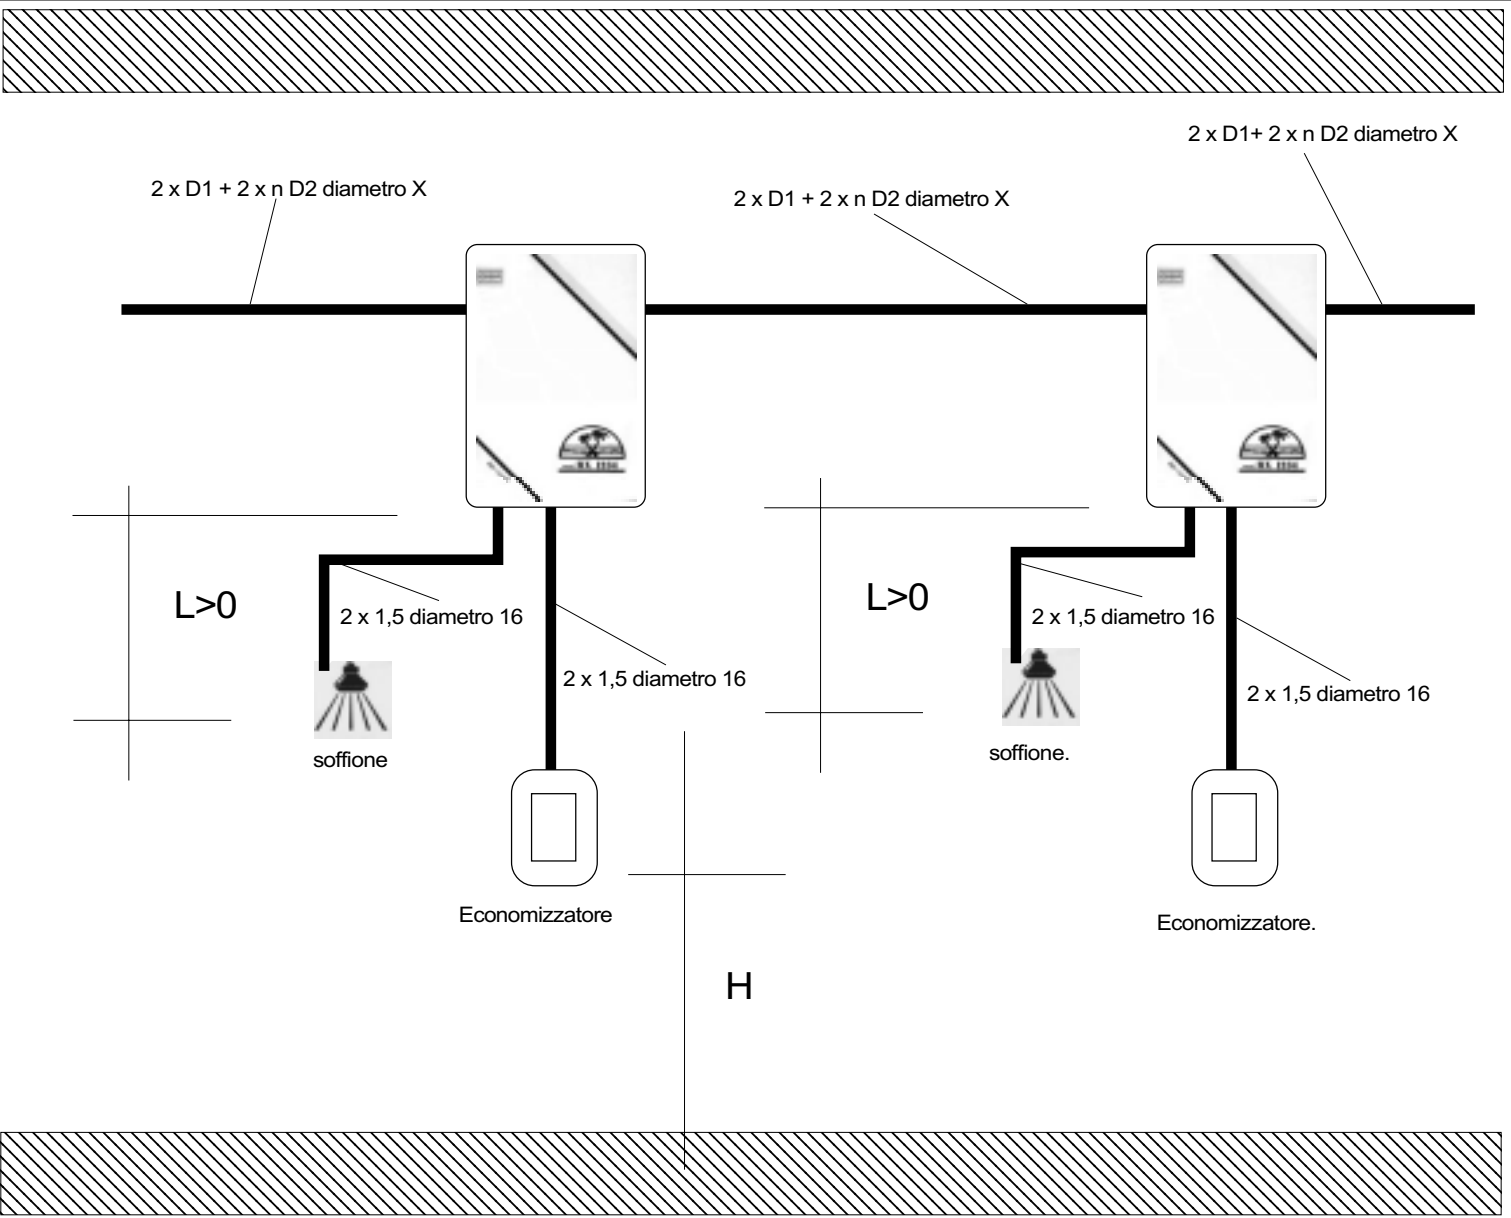 2 x D1+ 2 x n D2 diametro X
2 x D1 + 2 x n D2 diametro X
2 x D1 + 2 x n D2 diametro X
L>0
L>0
2 x 1,5 diametro 16
2 x 1,5 diametro 16
2 x 1,5 diametro 16
2 x 1,5 diametro 16
soffione
soffione.
Economizzatore
Economizzatore.
H